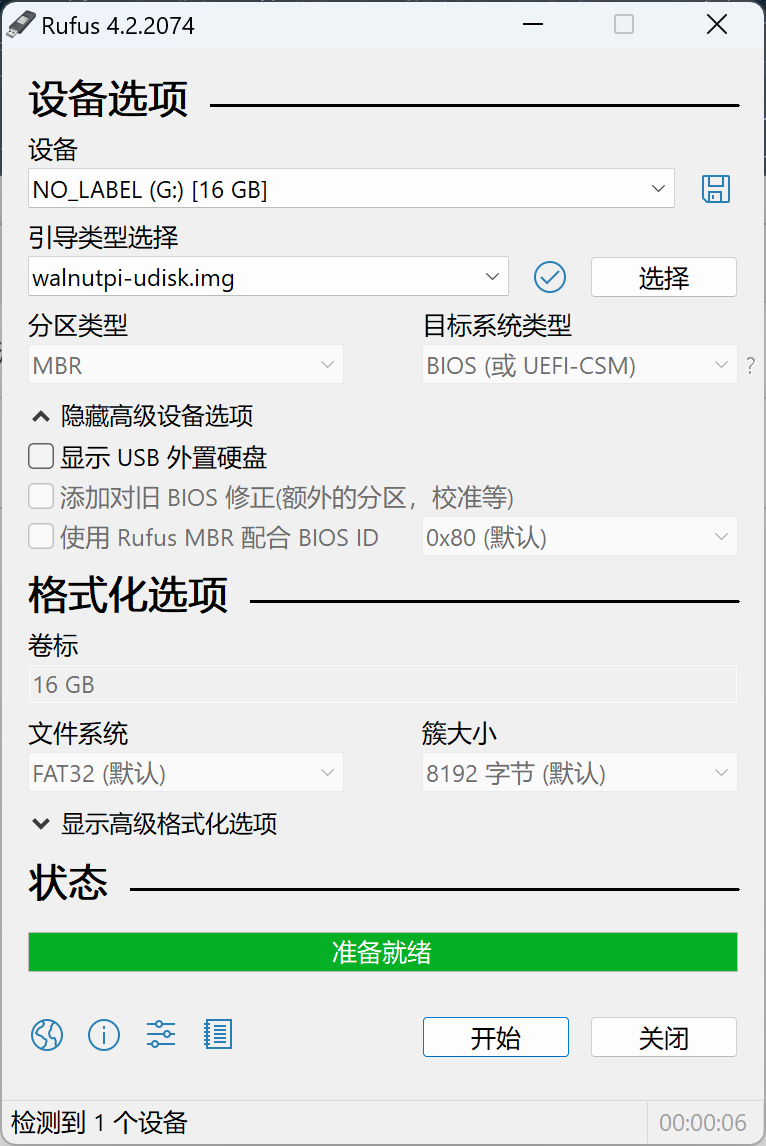 Rufus 4.2.2074
设备选项
设备
NO_LABEL (G:) [16 GB]
引导类型选择
walnutpi-udisk.img
选择
分区类型
目标系统类型
MBR
BIOS (或 UEFI-CSM)
?
隐藏高级设备选项
显示 USB 外置硬盘
添加对旧 BIOS 修正(额外的分区，校准等)
使用 Rufus MBR 配合 BIOS ID
0x80 (默认)
格式化选项
卷标
16 GB
文件系统
簇大小
FAT32 (默认)
8192 字节 (默认)
显示高级格式化选项
状态
准备就绪
开始
关闭
检测到 1 个设备
00:00:06